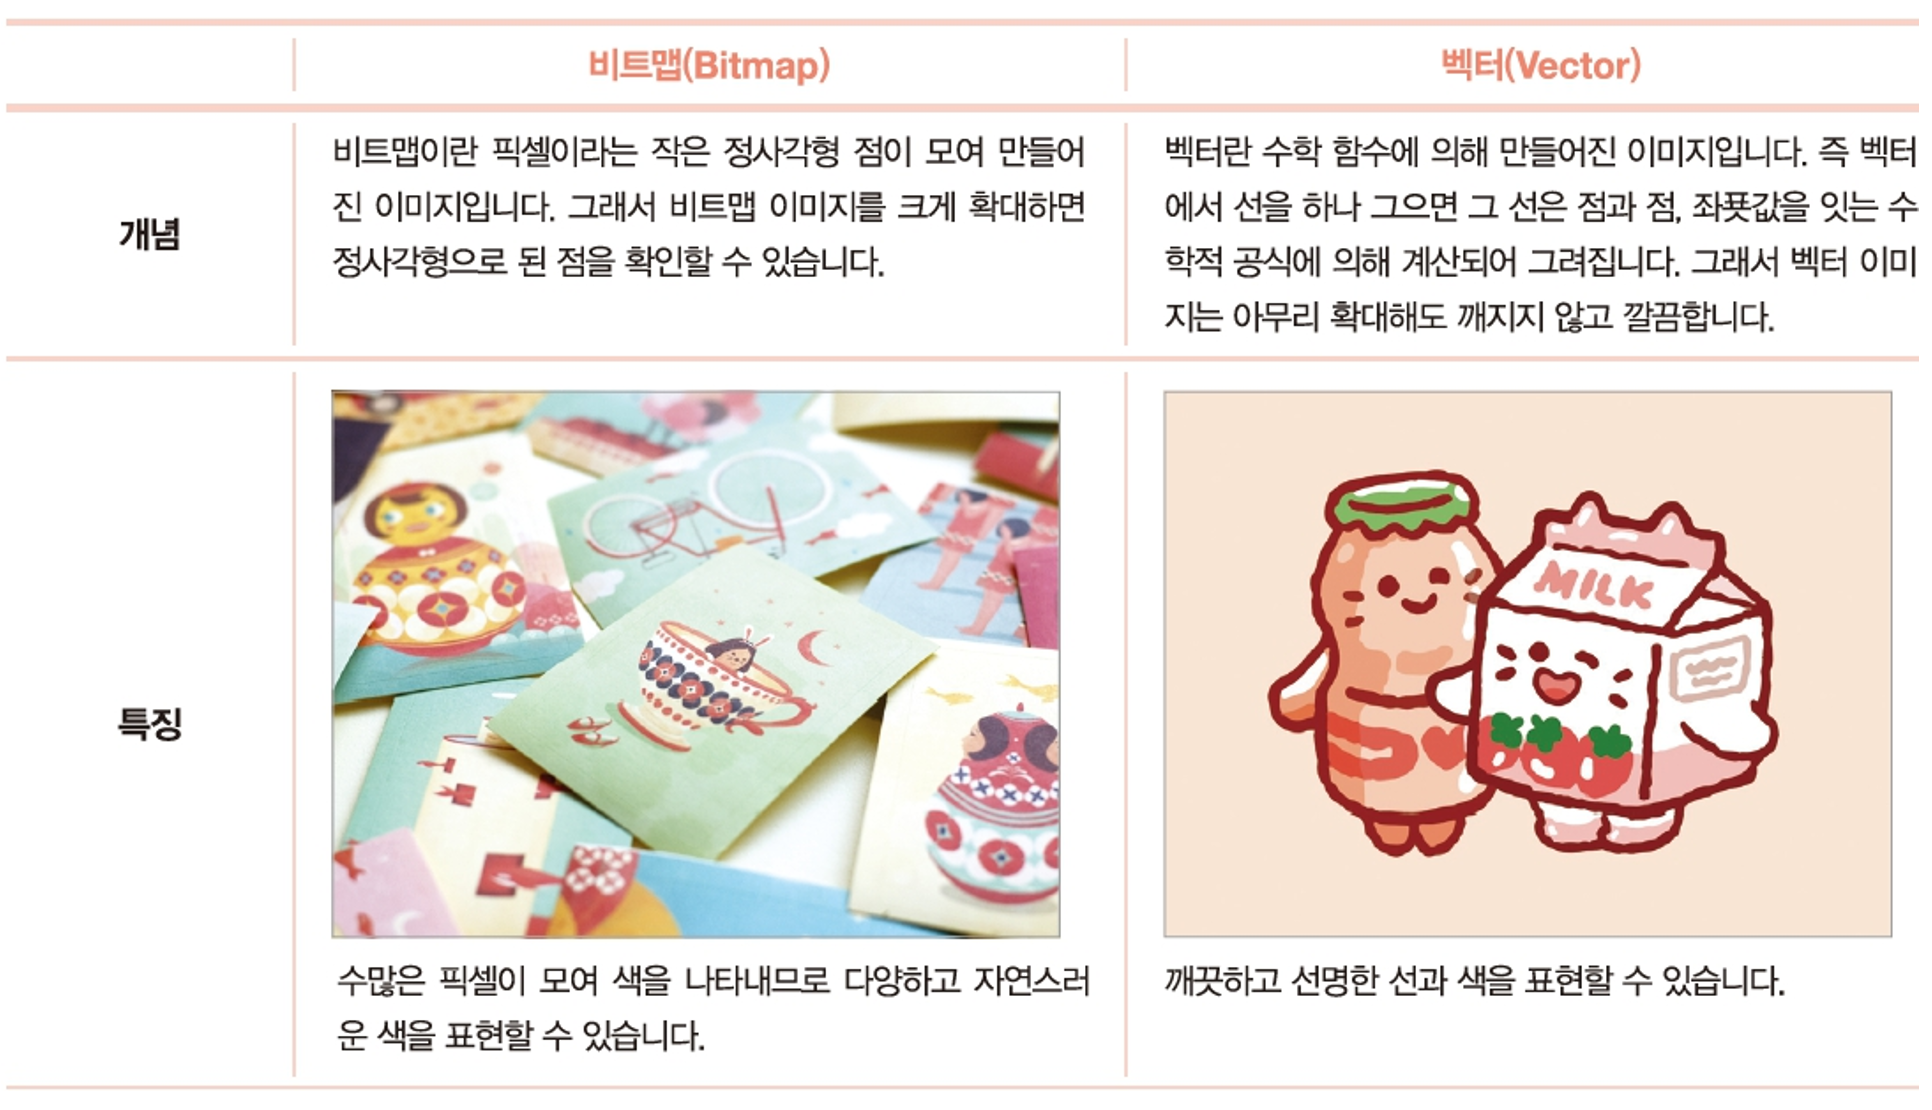 비트맵(Bitmap)
벡터(Vector)
개념
비트맵이란 픽셀이라는 작은 정사각형 점이 모여 만들어
진 이미지입니다. 그래서 비트맵 이미지를 크게 확대하면
정사각형으로 된 점을 확인할 수 있습니다.
벡터란 수학 함수에 의해 만들어진 이미지입니다. 즉 벡터
에서 선을 하나 그으면 그 선은 점과 점, 좌푯값을 잇는 수
학적 공식에 의해 계산되어 그려집니다. 그래서 벡터 이미
지는 아무리 확대해도 깨지지 않고 깔끔합니다.
특징
MILK
수많은 픽셀이 모여 색을 나타내므로 다양하고 자연스러
운 색을 표현할 수 있습니다.
깨끗하고 선명한 선과 색을 표현할 수 있습니다.